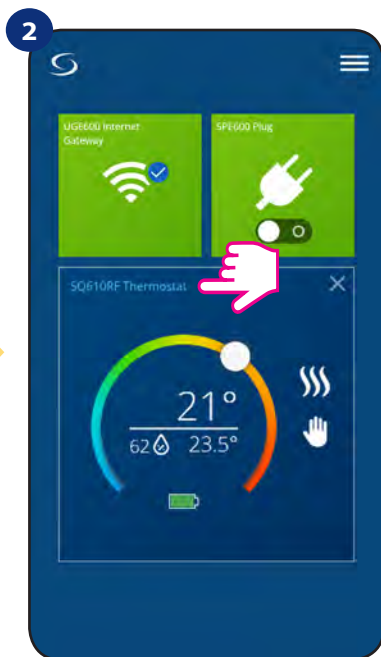 2
UGE600 Internet
Gateway
SPE600 Plug
SQ610RF Thermostat
21°
62 23.5°